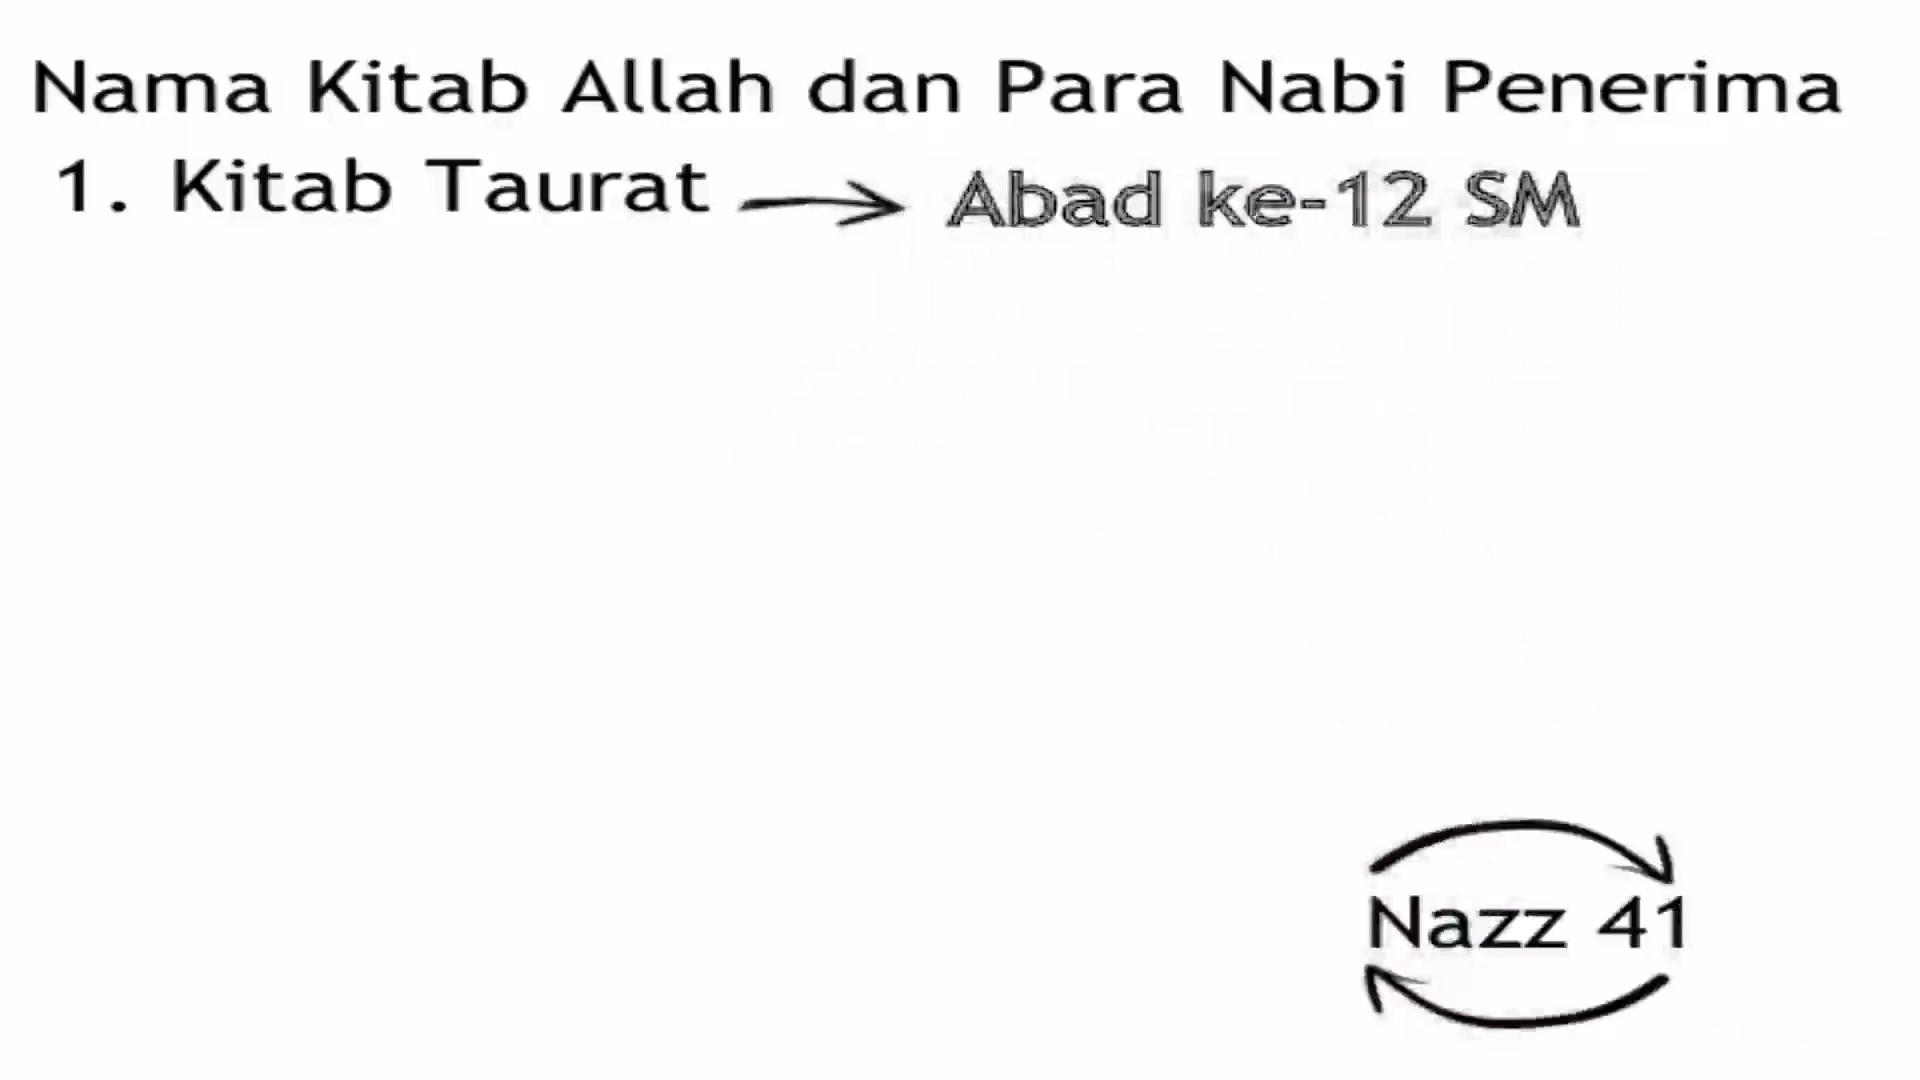 Nama Kitab Allah dan Para Nabi Penerima
1. Kitab Taurat → Abad ke-12 SM
Nazz 41